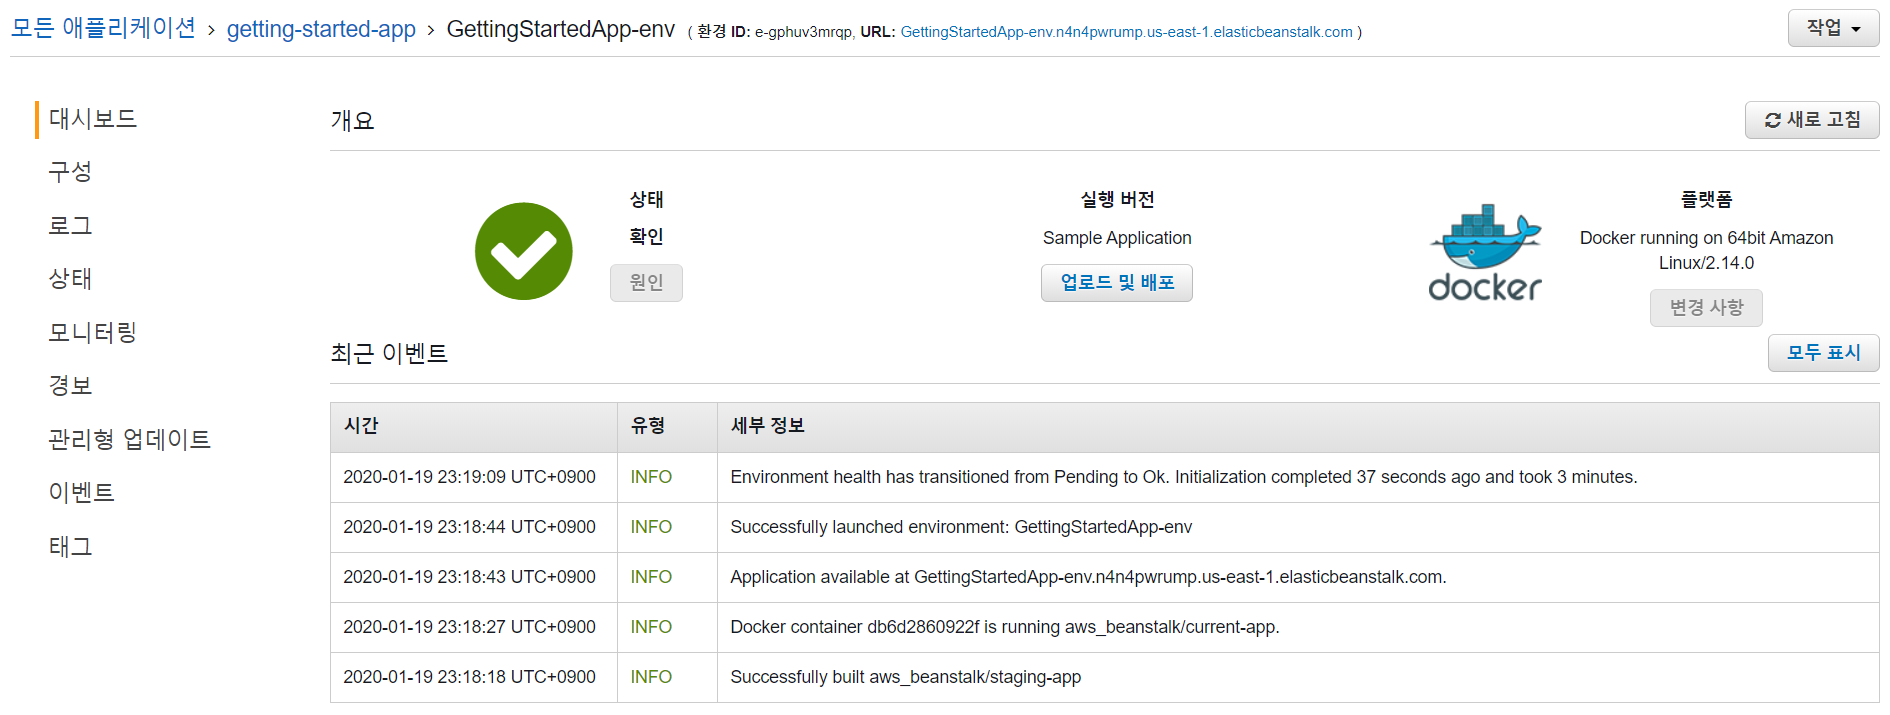 모든 애플리케이션 › getting-started-app › GettingStartedApp-env ( 환경 ID: e-gphuv3mrqp, URL: GettingStartedApp-env.n4n4pwrump.us-east-1.elasticbeanstalk.com )
작업
대시보드
구성
로그
상태
모니터링
경보
관리형 업데이트
이벤트
태그
개요
새로 고침
상태
확인
원인
실행 버전
Sample Application
업로드 및 배포
docker
플랫폼
Docker running on 64bit Amazon
Linux/2.14.0
변경 사항
최근 이벤트
모두 표시
시간 유형 세부 정보
2020-01-19 23:19:09 UTC+0900 INFO Environment health has transitioned from Pending to Ok. Initialization completed 37 seconds ago and took 3 minutes.
2020-01-19 23:18:44 UTC+0900 INFO Successfully launched environment: GettingStartedApp-env
2020-01-19 23:18:43 UTC+0900 INFO Application available at GettingStartedApp-env.n4n4pwrump.us-east-1.elasticbeanstalk.com.
2020-01-19 23:18:27 UTC+0900 INFO Docker container db6d2860922f is running aws_beanstalk/current-app.
2020-01-19 23:18:18 UTC+0900 INFO Successfully built aws_beanstalk/staging-app